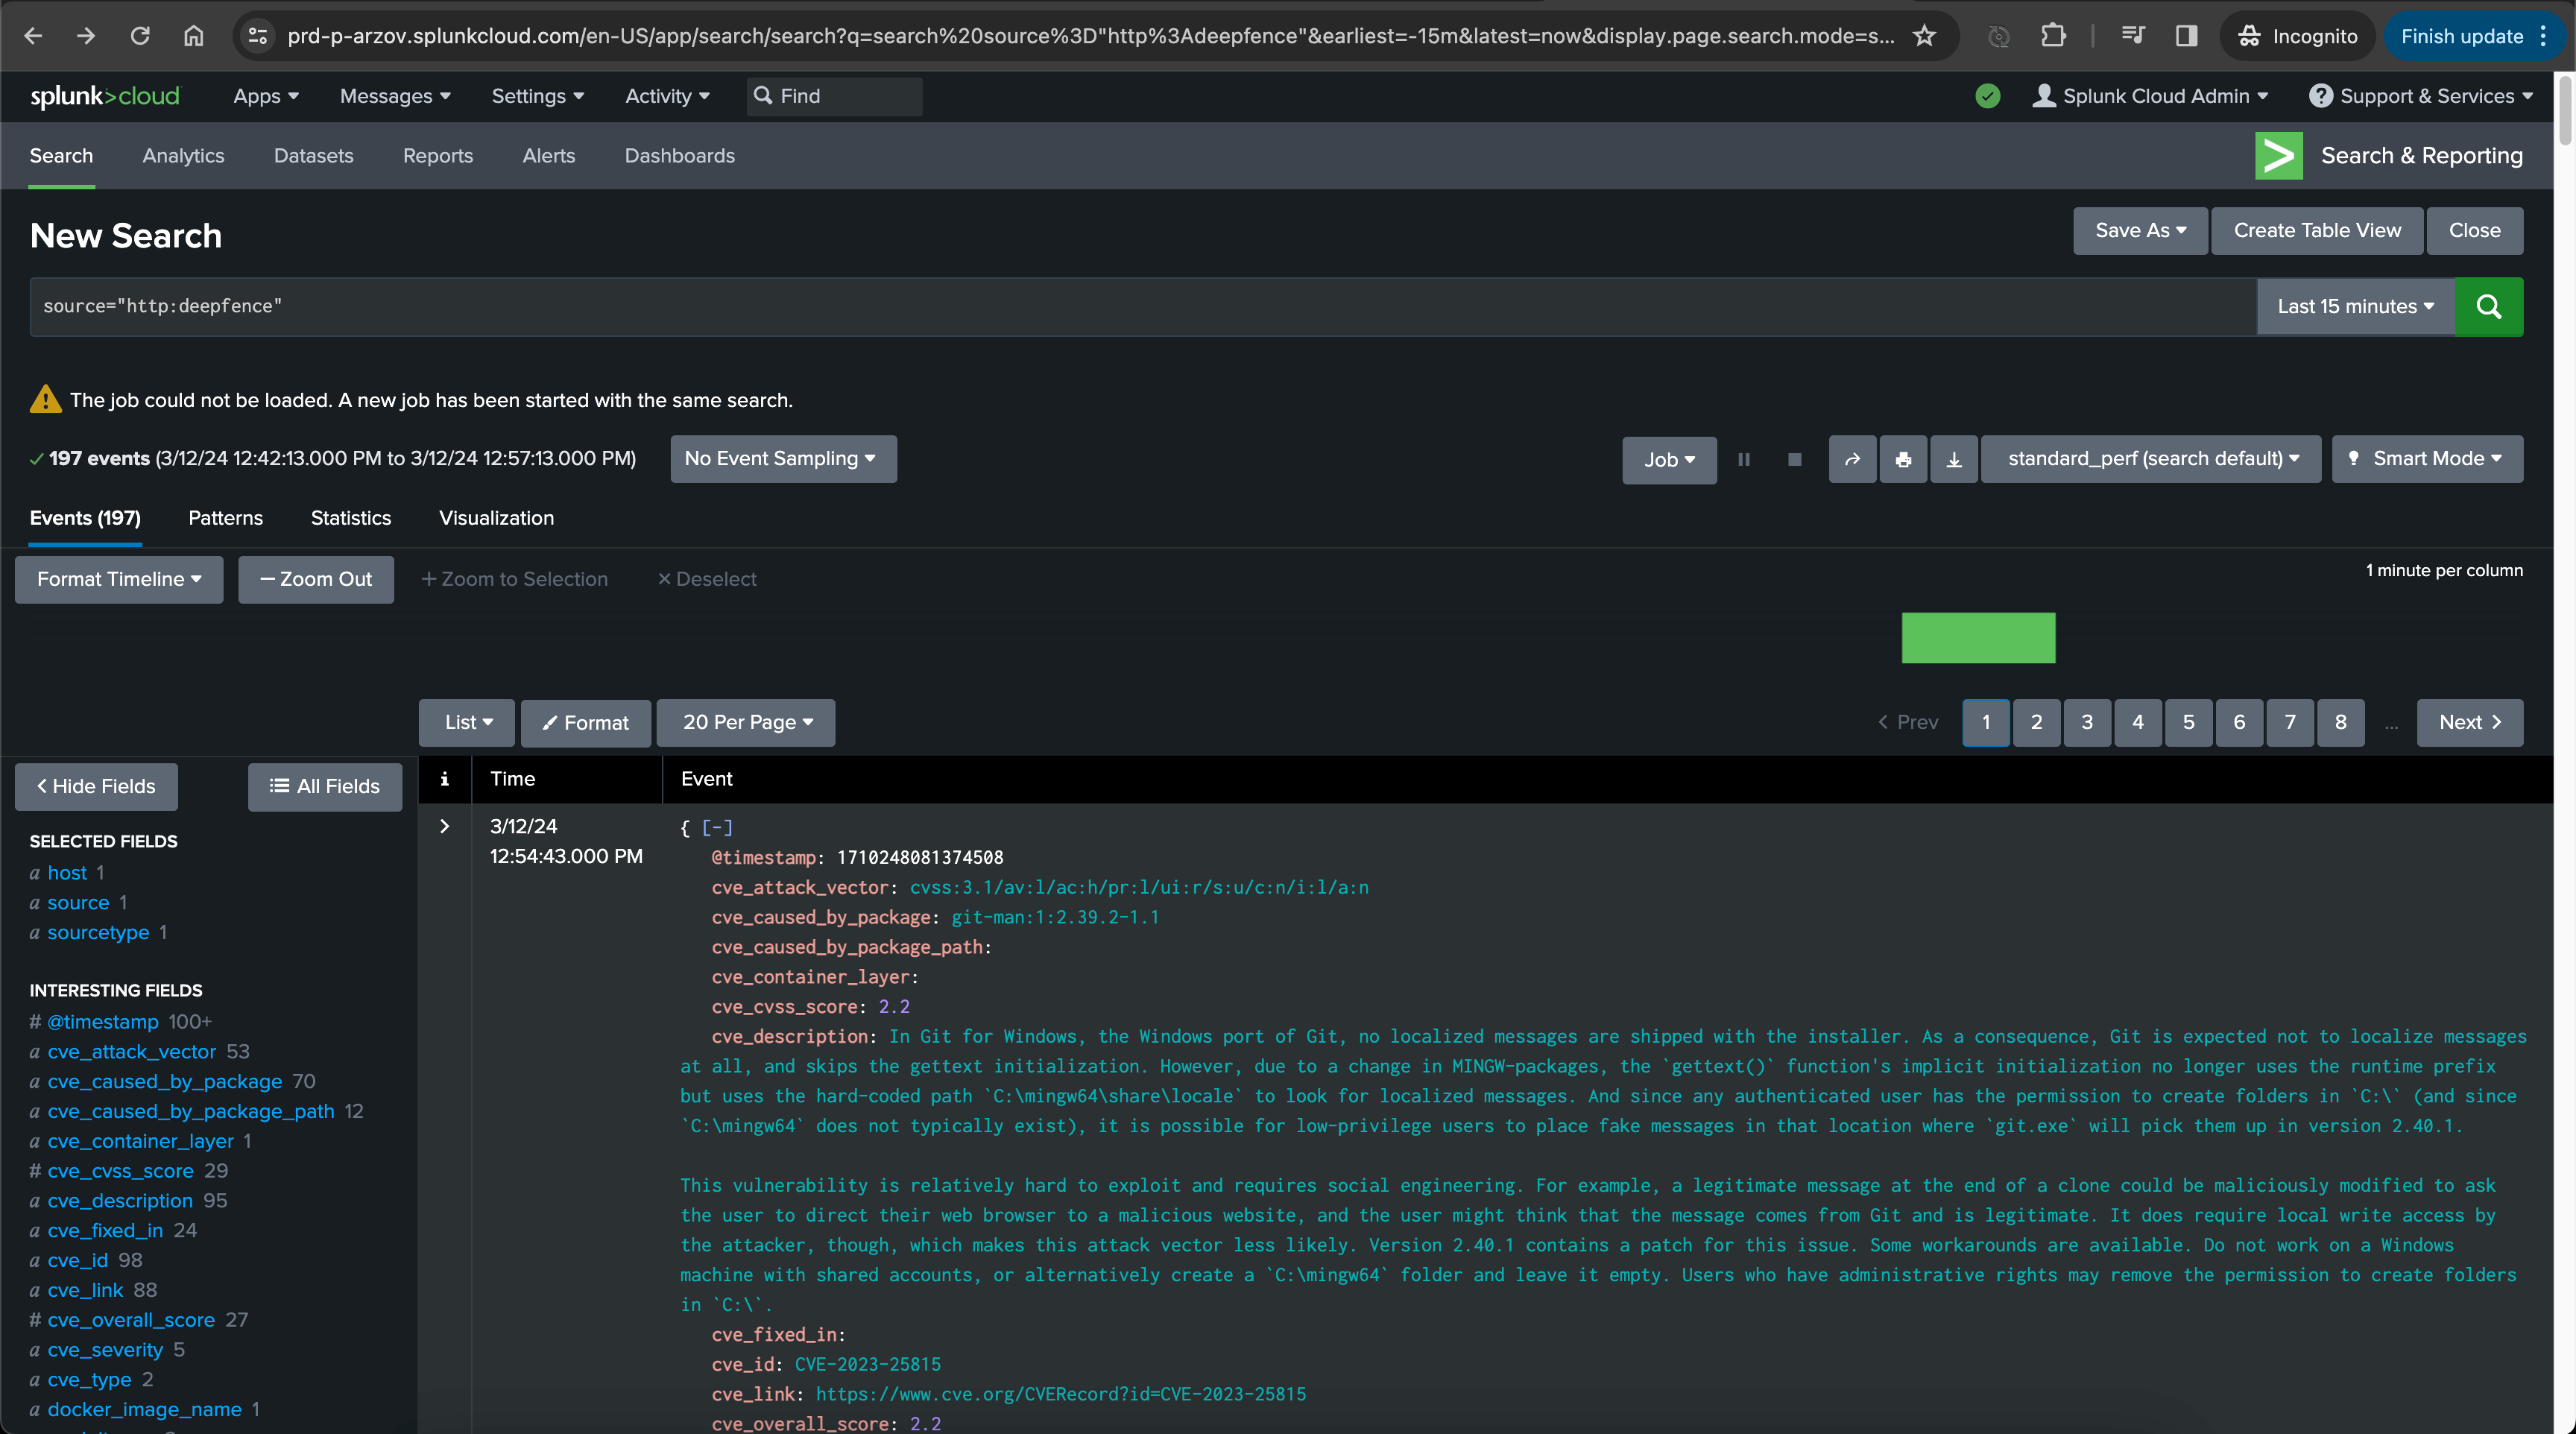 prd-p-arzov.splunkcloud.com/en-US/app/search/search?q=search%20source%3D"http%3Adeepfence"&earliest=-15m&latest=now&display.page.search.mode=s...
Incognito
Finish update
splunk>cloud
Apps
Messages
Settings
Activity
Find
Splunk Cloud Admin
Support & Services
Search
Analytics
Datasets
Reports
Alerts
Dashboards
Search & Reporting
New Search
Save As
Create Table View
Close
source="http:deepfence"
Last 15 minutes
The job could not be loaded. A new job has been started with the same search.
197 events (3/12/24 12:42:13.000 PM to 3/12/24 12:57:13.000 PM)
No Event Sampling
Job
standard_perf (search default)
Smart Mode
Events (197)
Patterns
Statistics
Visualization
Format Timeline
— Zoom Out
+ Zoom to Selection
× Deselect
1 minute per column
List
Format
20 Per Page
< Prev
1
2
3
4
5
6
7
8
...
Next >
< Hide Fields
All Fields
i
Time
Event
SELECTED FIELDS
a host 1
a source 1
a sourcetype 1
INTERESTING FIELDS
# @timestamp 100+
a cve_attack_vector 53
a cve_caused_by_package 70
a cve_caused_by_package_path 12
a cve_container_layer 1
# cve_cvss_score 29
a cve_description 95
a cve_fixed_in 24
a cve_id 98
a cve_link 88
# cve_overall_score 27
a cve_severity 5
a cve_type 2
a docker_image_name 1
>
3/12/24
12:54:43.000 PM
{ [-]
@timestamp: 1710248081374508
cve_attack_vector: cvss:3.1/av:l/ac:h/pr:l/ui:r/s:u/c:n/i:l/a:n
cve_caused_by_package: git-man:1:2.39.2-1.1
cve_caused_by_package_path:
cve_container_layer:
cve_cvss_score: 2.2
cve_description: In Git for Windows, the Windows port of Git, no localized messages are shipped with the installer. As a consequence, Git is expected not to localize messages
at all, and skips the gettext initialization. However, due to a change in MINGW-packages, the `gettext()` function's implicit initialization no longer uses the runtime prefix
but uses the hard-coded path `C:\mingw64\share\locale` to look for localized messages. And since any authenticated user has the permission to create folders in `C:\` (and since
`C:\mingw64` does not typically exist), it is possible for low-privilege users to place fake messages in that location where `git.exe` will pick them up in version 2.40.1.
This vulnerability is relatively hard to exploit and requires social engineering. For example, a legitimate message at the end of a clone could be maliciously modified to ask
the user to direct their web browser to a malicious website, and the user might think that the message comes from Git and is legitimate. It does require local write access by
the attacker, though, which makes this attack vector less likely. Version 2.40.1 contains a patch for this issue. Some workarounds are available. Do not work on a Windows
machine with shared accounts, or alternatively create a `C:\mingw64` folder and leave it empty. Users who have administrative rights may remove the permission to create folders
in `C:\`.
cve_fixed_in:
cve_id: CVE-2023-25815
cve_link: https://www.cve.org/CVERecord?id=CVE-2023-25815
cve_overall_score: 2.2